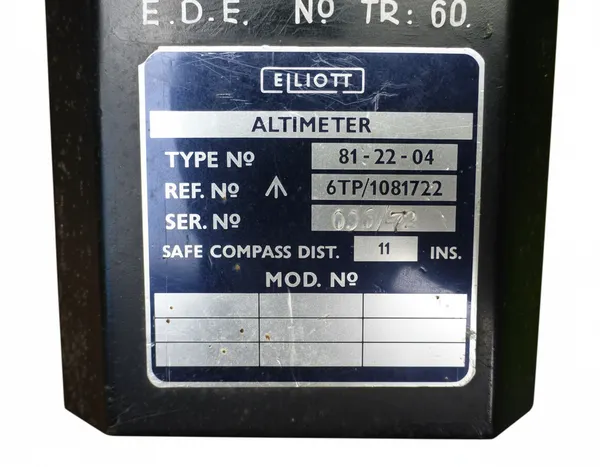 E.D.E. Nº TR: 60.
ELLIOTT
ALTIMETER
TYPE Nº 81-22-04
REF. Nº 6TP/1081722
SER. Nº
SAFE COMPASS DIST. 11 INS.
MOD. Nº